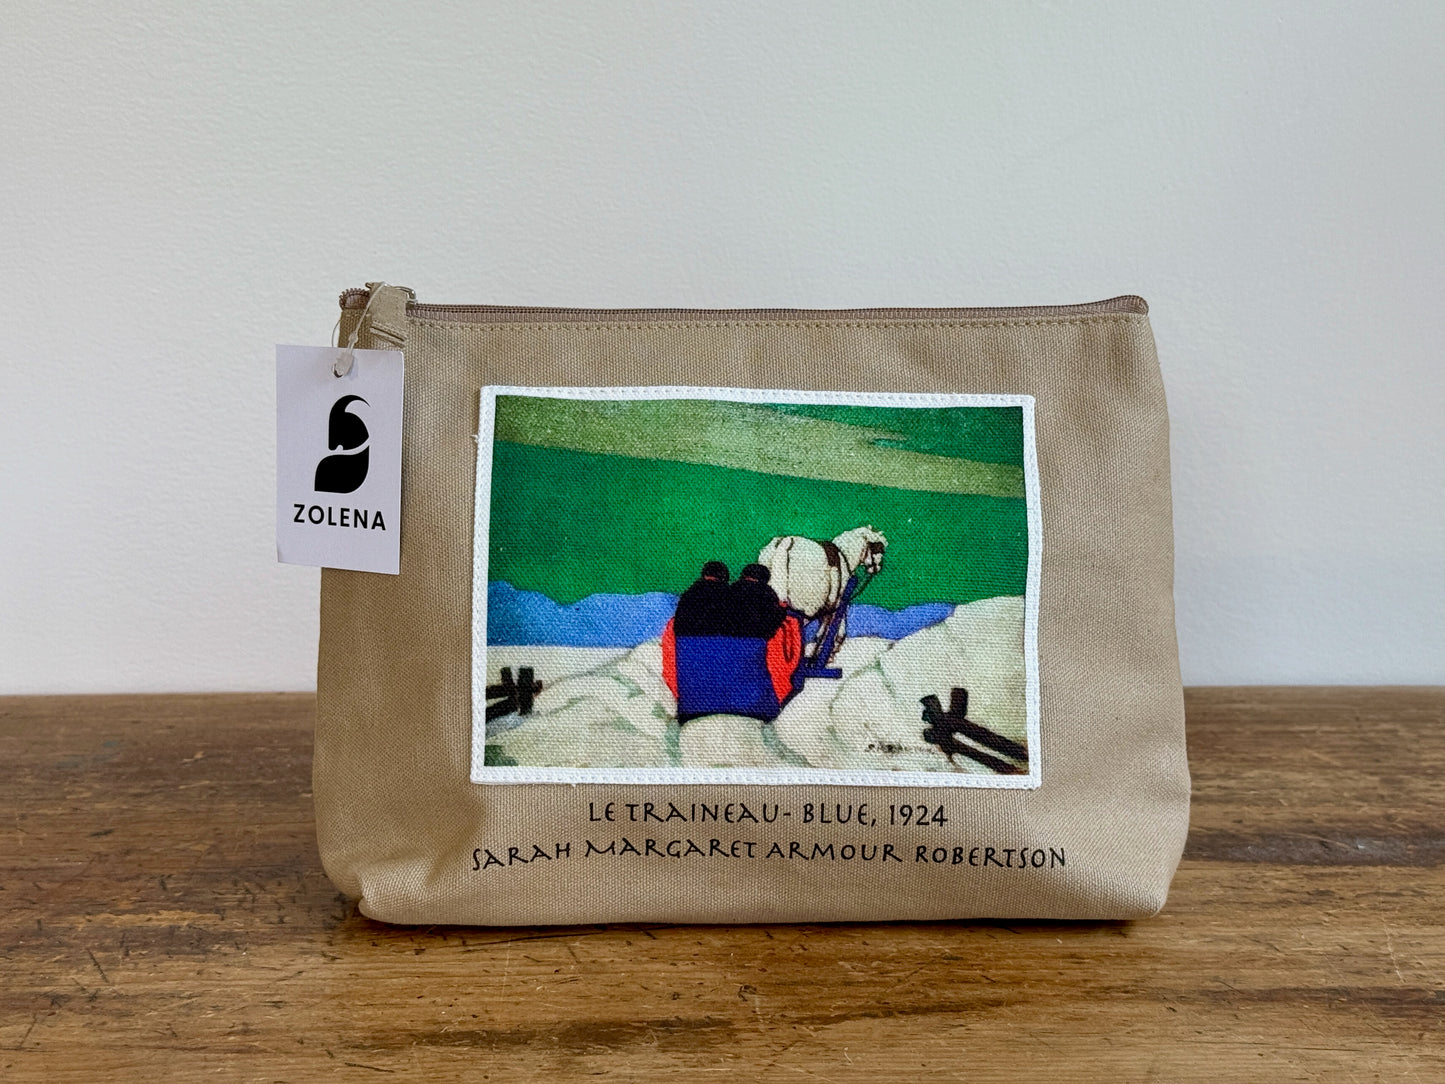 ZOLENA
LE TRAINEAU- BLUE, 1924
SARAH MARGARET ARMOUR ROBERTSON